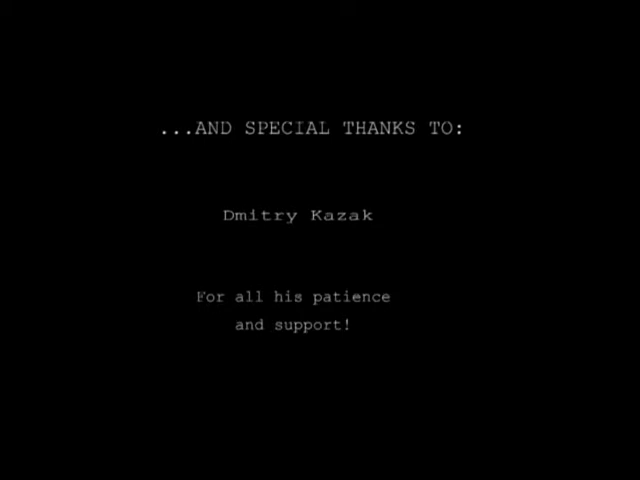 ...AND SPECIAL THANKS TO:
Dmitry Kazak
For all his patience
and support!